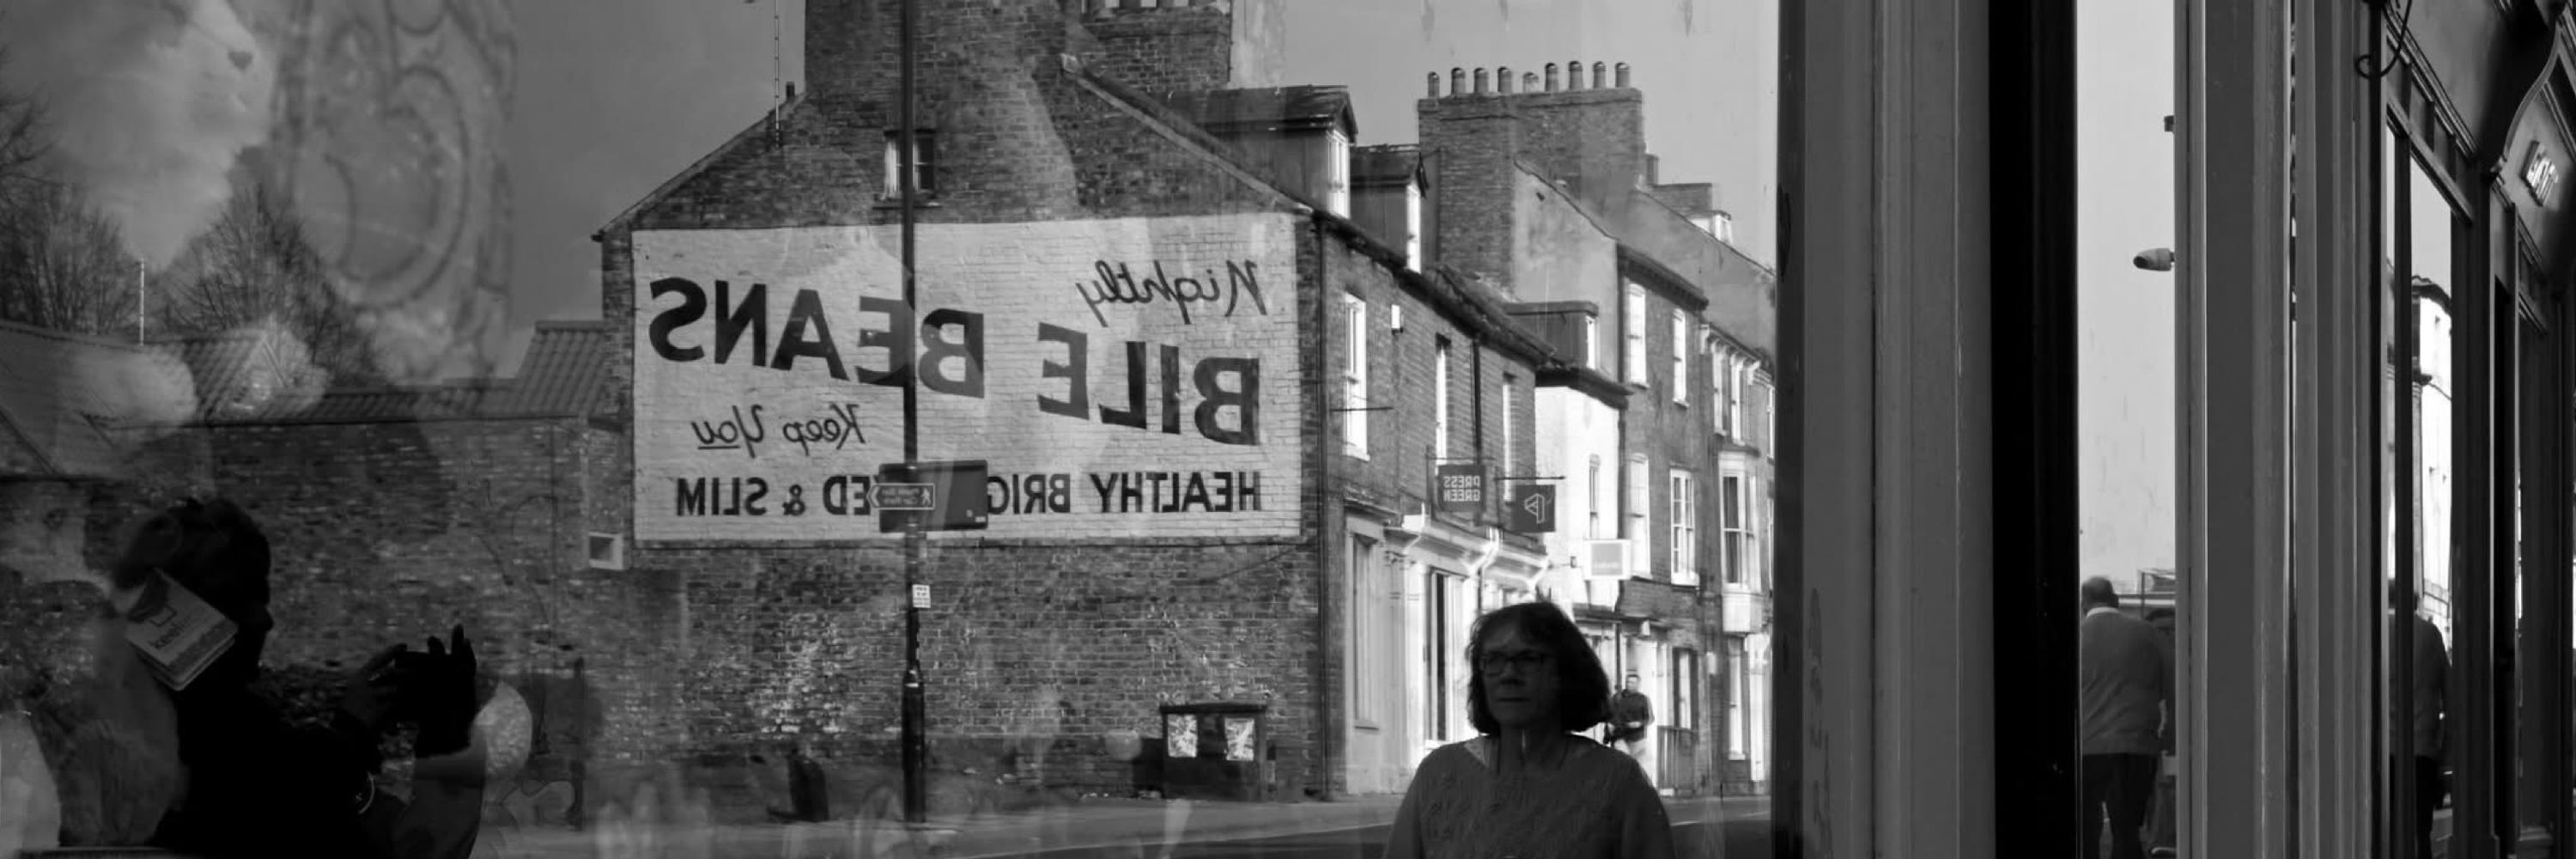 Nightly
BILE BEANS
Keep You
HEALTHY BRIG ED & SLIM
PRESS
GREEN